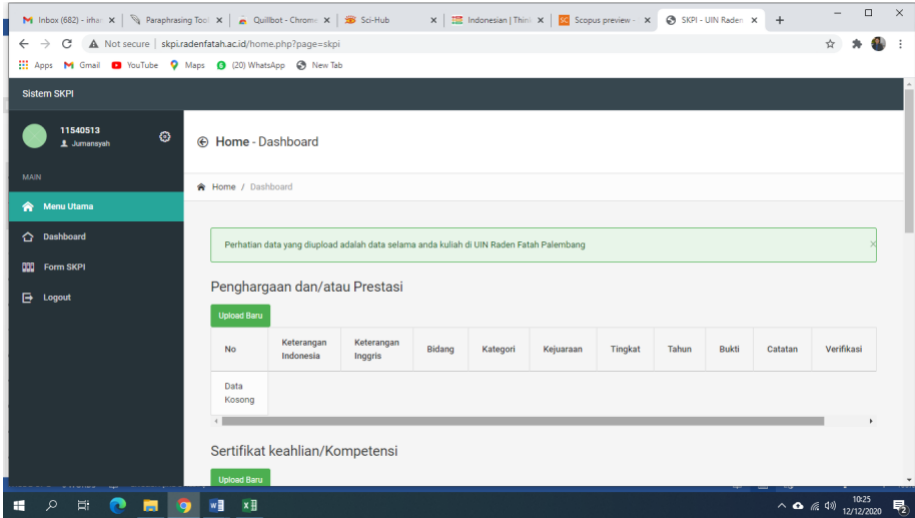 Inbox (682) - irha
Paraphrasing Tool
Quillbot - Chrome
Sci-Hub
Indonesian | Thin
Scopus preview -
SKPI - UIN Raden
Not secure | skpi.radenfatah.ac.id/home.php?page=skpi
Apps Gmail YouTube Maps (20) WhatsApp New Tab
Sistem SKPI
11540513
Jumansyah
Home - Dashboard
MAIN
Home / Dashboard
Menu Utama
Dashboard
Form SKPI
Logout
Perhatian data yang diupload adalah data selama anda kuliah di UIN Raden Fatah Palembang
Penghargaan dan/atau Prestasi
Upload Baru
No
Keterangan Indonesia
Keterangan Inggris
Bidang
Kategori
Kejuaraan
Tingkat
Tahun
Bukti
Catatan
Verifikasi
Data
Kosong
Sertifikat keahlian/Kompetensi
Upload Baru
10:25
12/12/2020